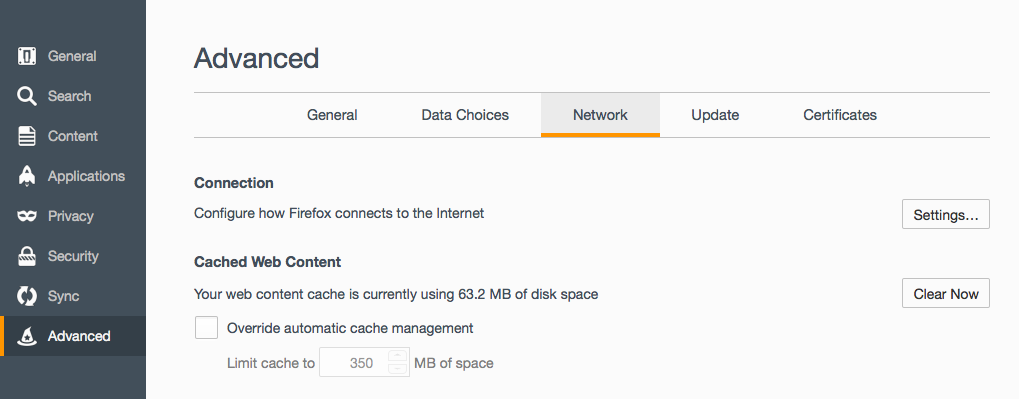 General
Search
Content
Applications
Privacy
Security
Sync
Advanced
Advanced
General Data Choices Network Update Certificates
Connection
Configure how Firefox connects to the Internet
Settings...
Cached Web Content
Your web content cache is currently using 63.2 MB of disk space
Clear Now
Override automatic cache management
Limit cache to 350 MB of space